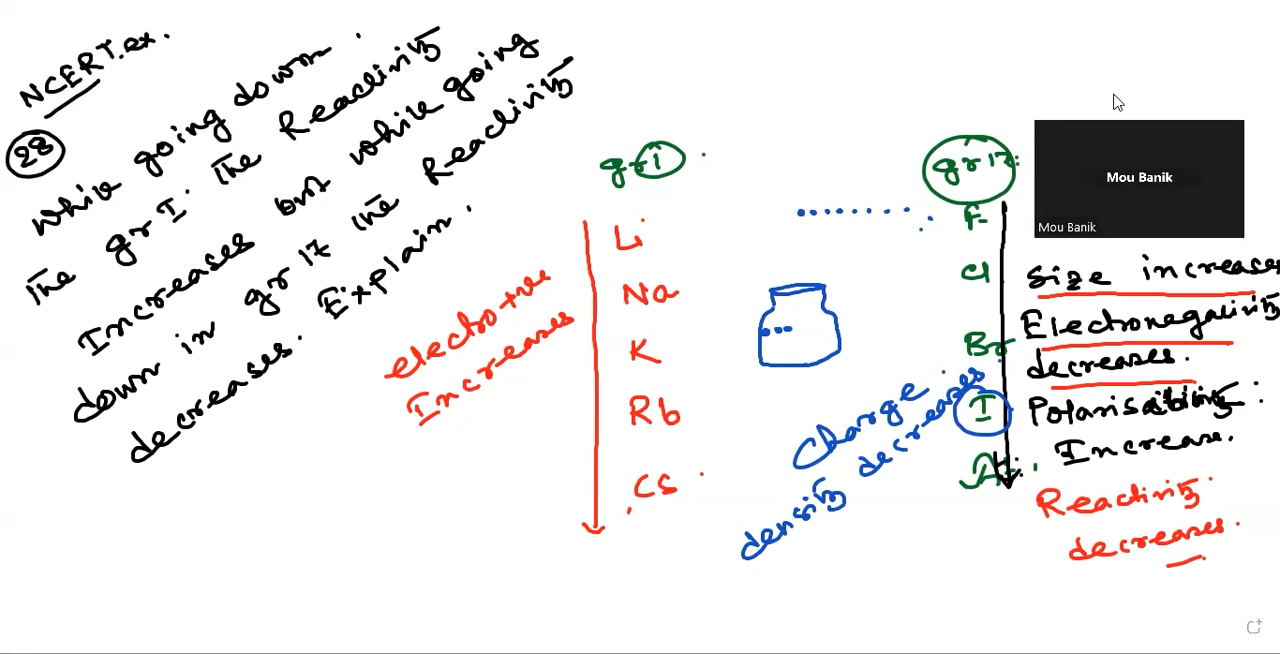 NCERT. ex.
28
while going down
the gr I. The Reactivity
Increases but while going
down in gr 17 the Reactivity
decreases. Explain.
gr 1
Li
Na
K
Rb
Cs
electro +ve
Increases
gr 17:
F
Cl
Br
I
At
Charge
density decreases
Mou Banik
Mou Banik
Size increases
Electronegativity
decreases.
Polarisability:
Increase.
Reactivity
decreases.